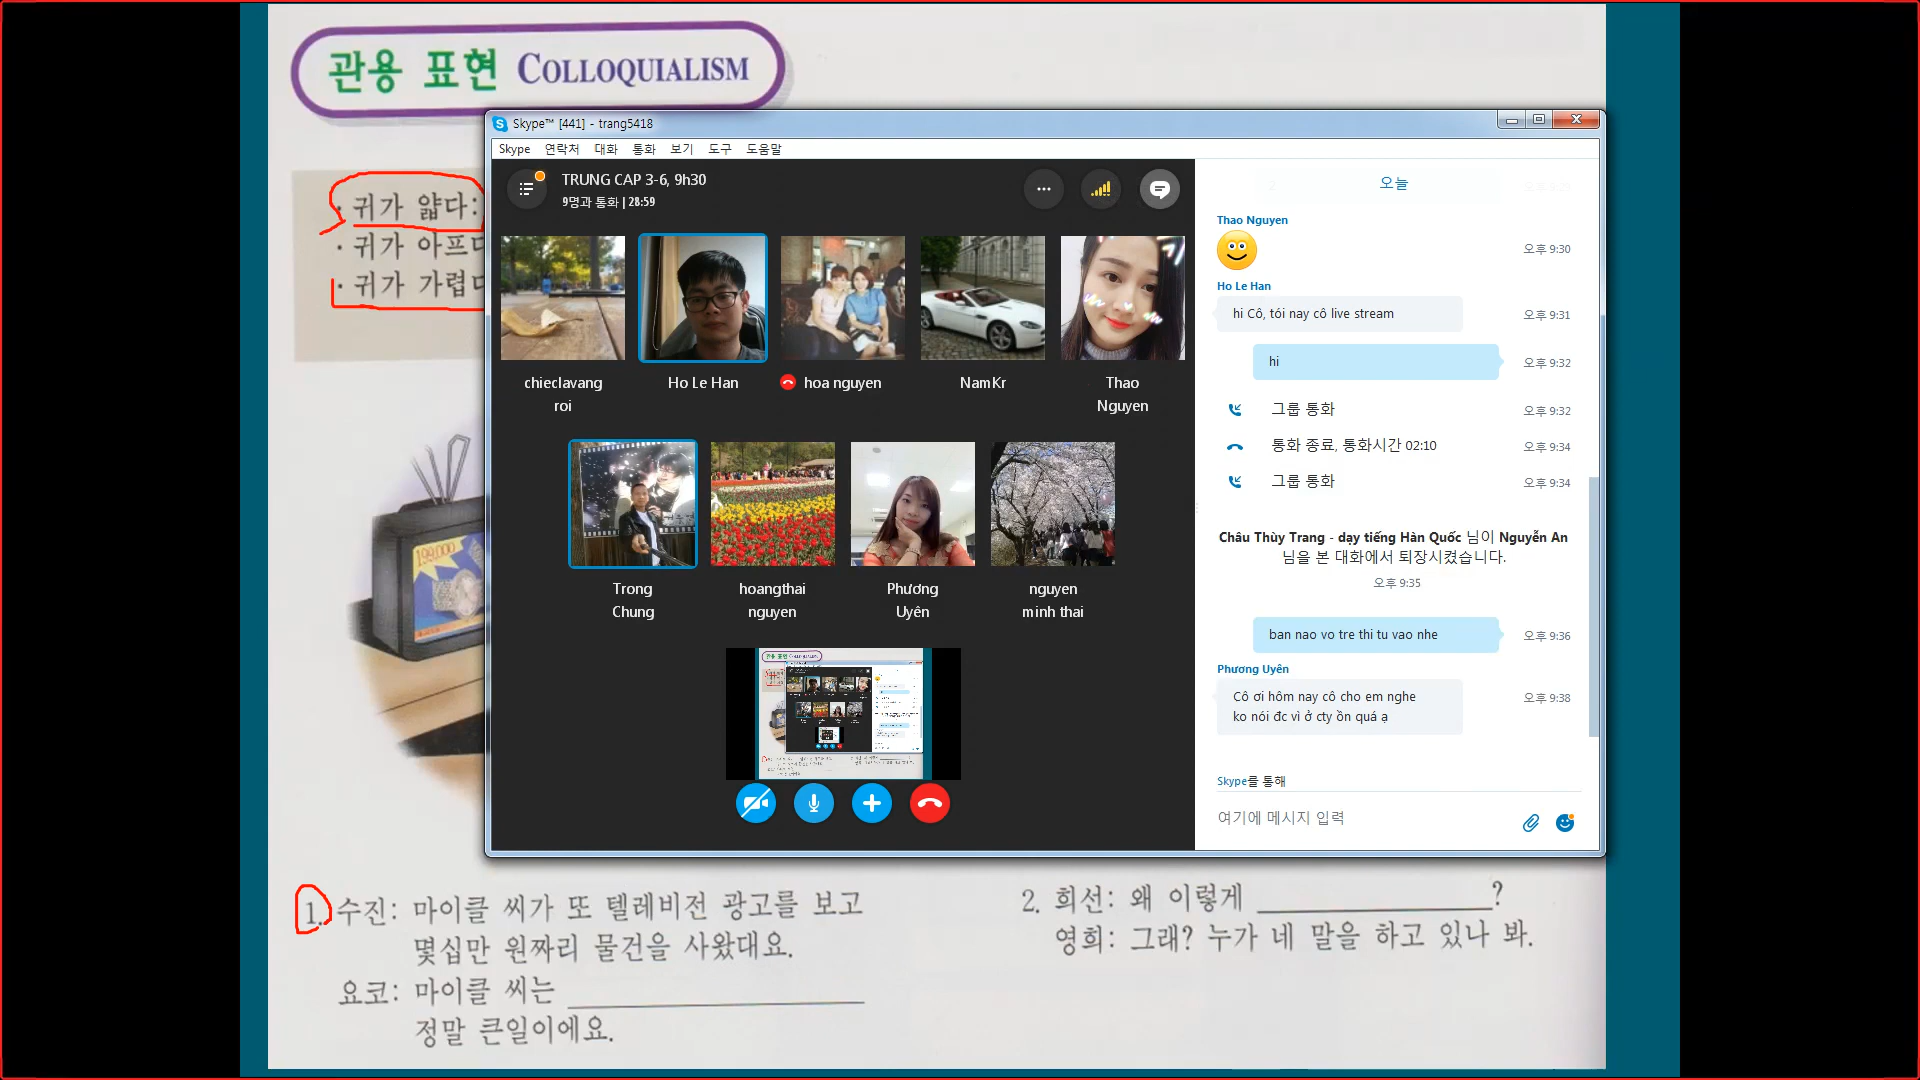 관용 표현 COLLOQUIALISM
· 귀가 얇다:
· 귀가 아프다
· 귀가 가렵다
199,000
Skype™ [441] - trang5418
Skype 연락처 대화 통화 보기 도구 도움말
TRUNG CAP 3-6, 9h30
9명과 통화 | 28:59
chieclavang
roi
Ho Le Han
hoa nguyen
NamKr
Thao
Nguyen
Trong
Chung
hoangthai
nguyen
Phương
Uyên
nguyen
minh thai
오늘
Thao Nguyen
오후 9:30
Ho Le Han
hi Cô, tói nay cô live stream
오후 9:31
hi
오후 9:32
그룹 통화
오후 9:32
통화 종료, 통화시간 02:10
오후 9:34
그룹 통화
오후 9:34
Châu Thùy Trang - dạy tiếng Hàn Quốc 님이 Nguyễn An
님을 본 대화에서 퇴장시켰습니다.
오후 9:35
ban nao vo tre thi tu vao nhe
오후 9:36
Phương Uyên
Cô ơi hôm nay cô cho em nghe
ko nói đc vì ở cty ồn quá ạ
오후 9:38
Skype를 통해
여기에 메시지 입력
1. 수진: 마이클 씨가 또 텔레비전 광고를 보고
몇십만 원짜리 물건을 사왔대요.
요코: 마이클 씨는 ____________
정말 큰일이에요.
2. 희선: 왜 이렇게 ____________?
영희: 그래? 누가 네 말을 하고 있나 봐.